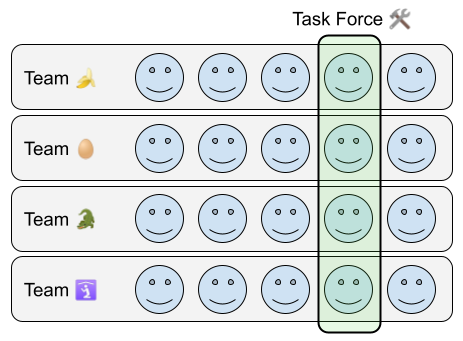 Task Force 🛠️
Team 🍌
Team 🥚
Team 🐊
Team 🛐